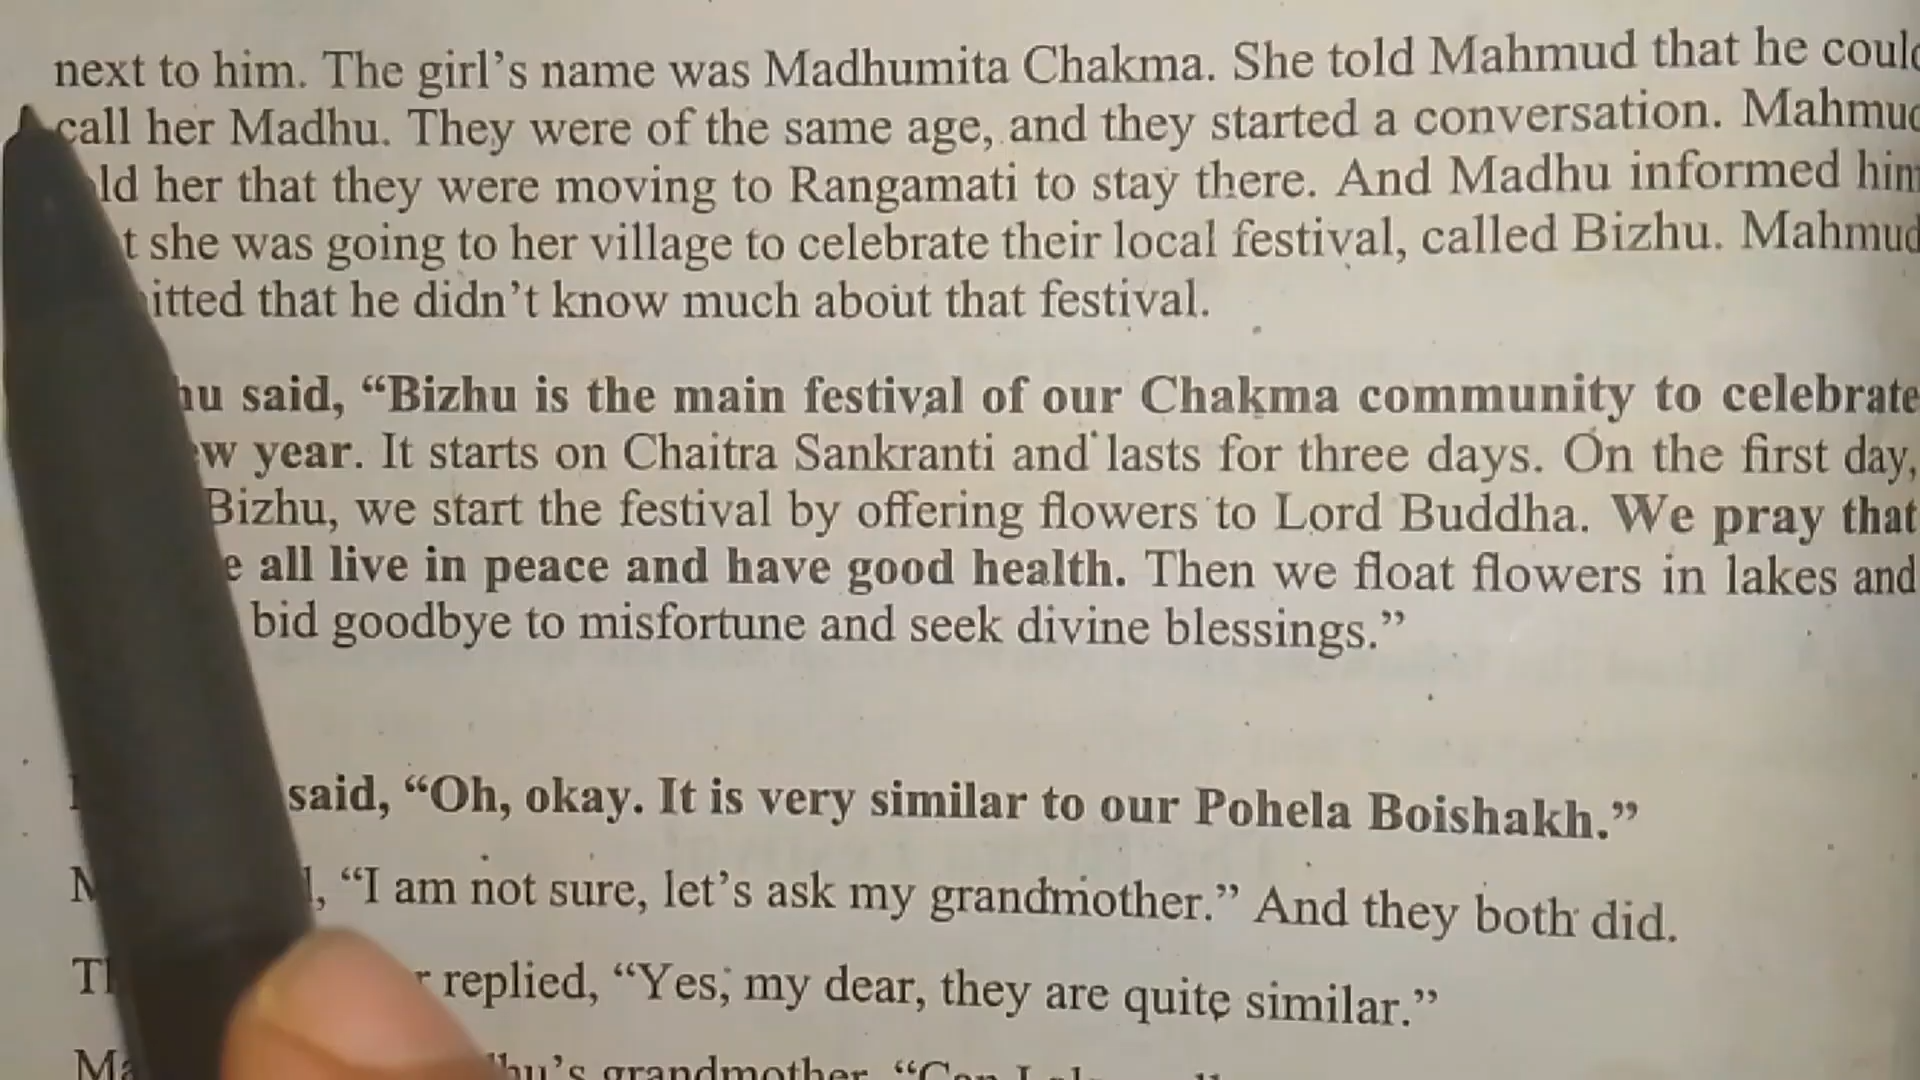 next to him. The girl's name was Madhumita Chakma. She told Mahmud that he
call her Madhu. They were of the same age, and they started a conversation.
her that they were moving to Rangamati to stay there. And Madhu informed
she was going to her village to celebrate their local festival, called Bizhu. Mahmud
that he didn't know much about that festival.
said, “Bizhu is the main festival of our Chakma community to celebrate
year. It starts on Chaitra Sankranti and lasts for three days. On the first day,
Bizhu, we start the festival by offering flowers to Lord Buddha. We pray that
all live in peace and have good health. Then we float flowers in lakes and
bid goodbye to misfortune and seek divine blessings.”
said, “Oh, okay. It is very similar to our Pohela Boishakh.”
“I am not sure, let's ask my grandmother.” And they both did.
replied, “Yes, my dear, they are quite similar.”
grandmother,